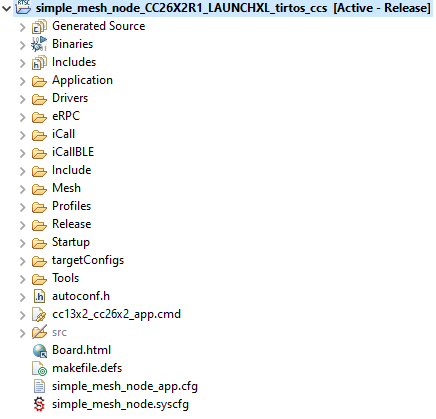 simple_mesh_node_CC26X2R1_LAUNCHXL_tirtos_ccs [Active - Release]
Generated Source
Binaries
Includes
Application
Drivers
eRPC
iCall
iCallBLE
Include
Mesh
Profiles
Release
Startup
targetConfigs
Tools
autoconf.h
cc13x2_cc26x2_app.cmd
src
Board.html
makefile.defs
simple_mesh_node_app.cfg
simple_mesh_node.syscfg